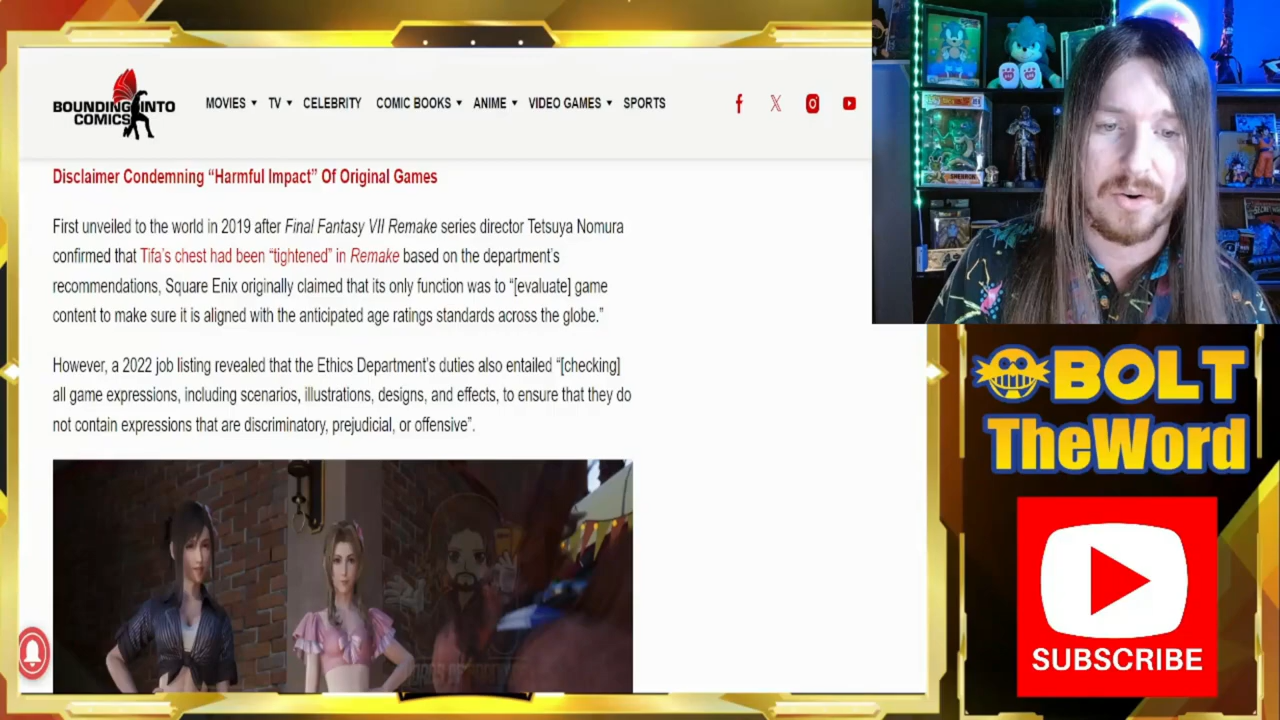 BOUNDING INTO
COMICS
MOVIES TV CELEBRITY COMIC BOOKS ANIME VIDEO GAMES SPORTS
Disclaimer Condemning “Harmful Impact” Of Original Games
First unveiled to the world in 2019 after Final Fantasy VII Remake series director Tetsuya Nomura
confirmed that Tifa’s chest had been “tightened” in Remake based on the department’s
recommendations, Square Enix originally claimed that its only function was to “[evaluate] game
content to make sure it is aligned with the anticipated age ratings standards across the globe.”
However, a 2022 job listing revealed that the Ethics Department’s duties also entailed “[checking]
all game expressions, including scenarios, illustrations, designs, and effects, to ensure that they do
not contain expressions that are discriminatory, prejudicial, or offensive”.
BOLT
TheWord
SUBSCRIBE